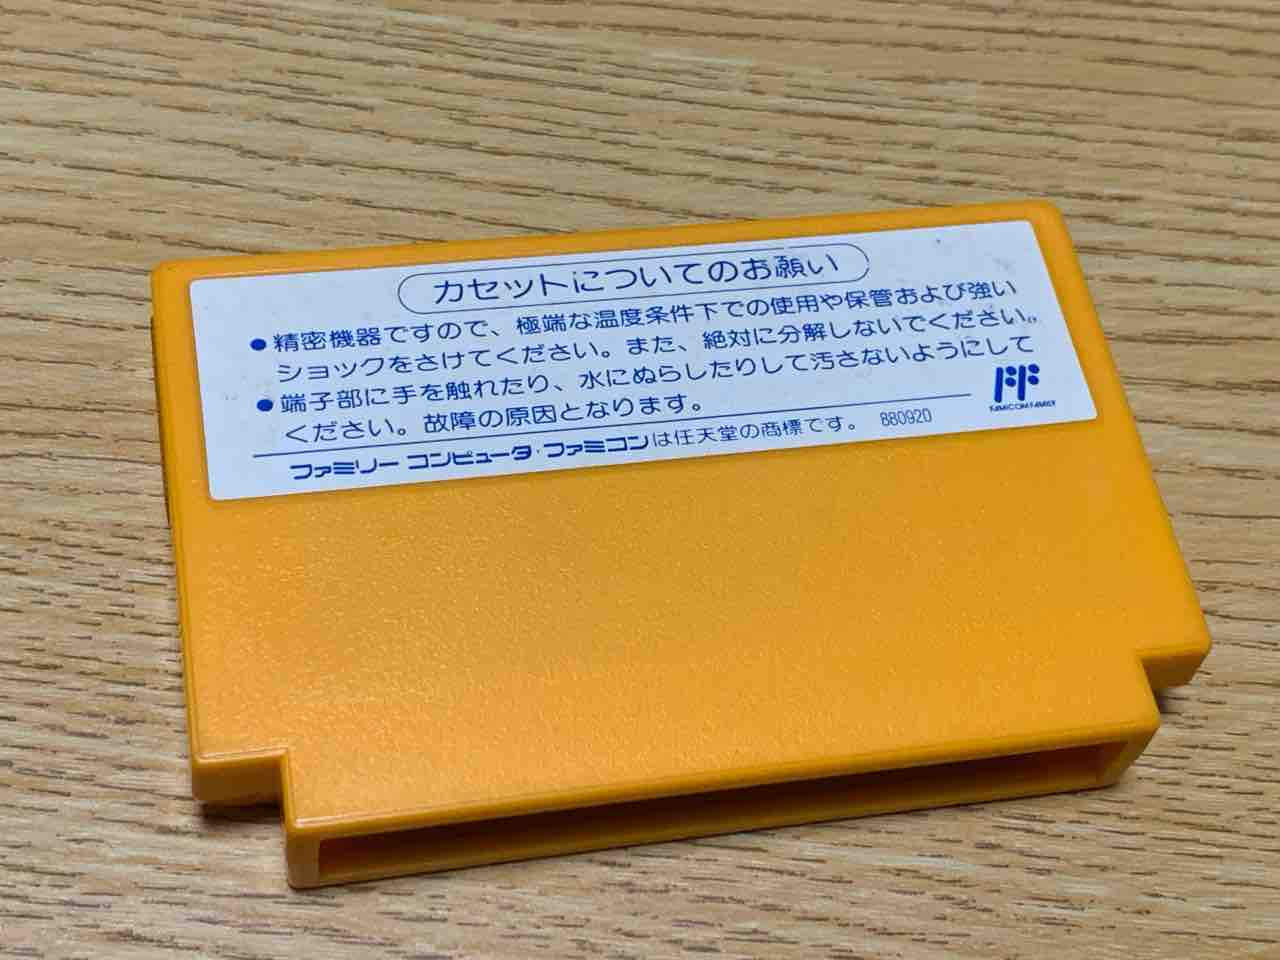 カセットについてのお願い
●精密機器ですので、極端な温度条件下での使用や保管および強い
ショックをさけてください。また、絶対に分解しないでください。
●端子部に手を触れたり、水にぬらしたりして汚さないようにして
ください。故障の原因となります。
FF
FAMICOM FAMILY
ファミリーコンピュータ・ファミコンは任天堂の商標です。 880920